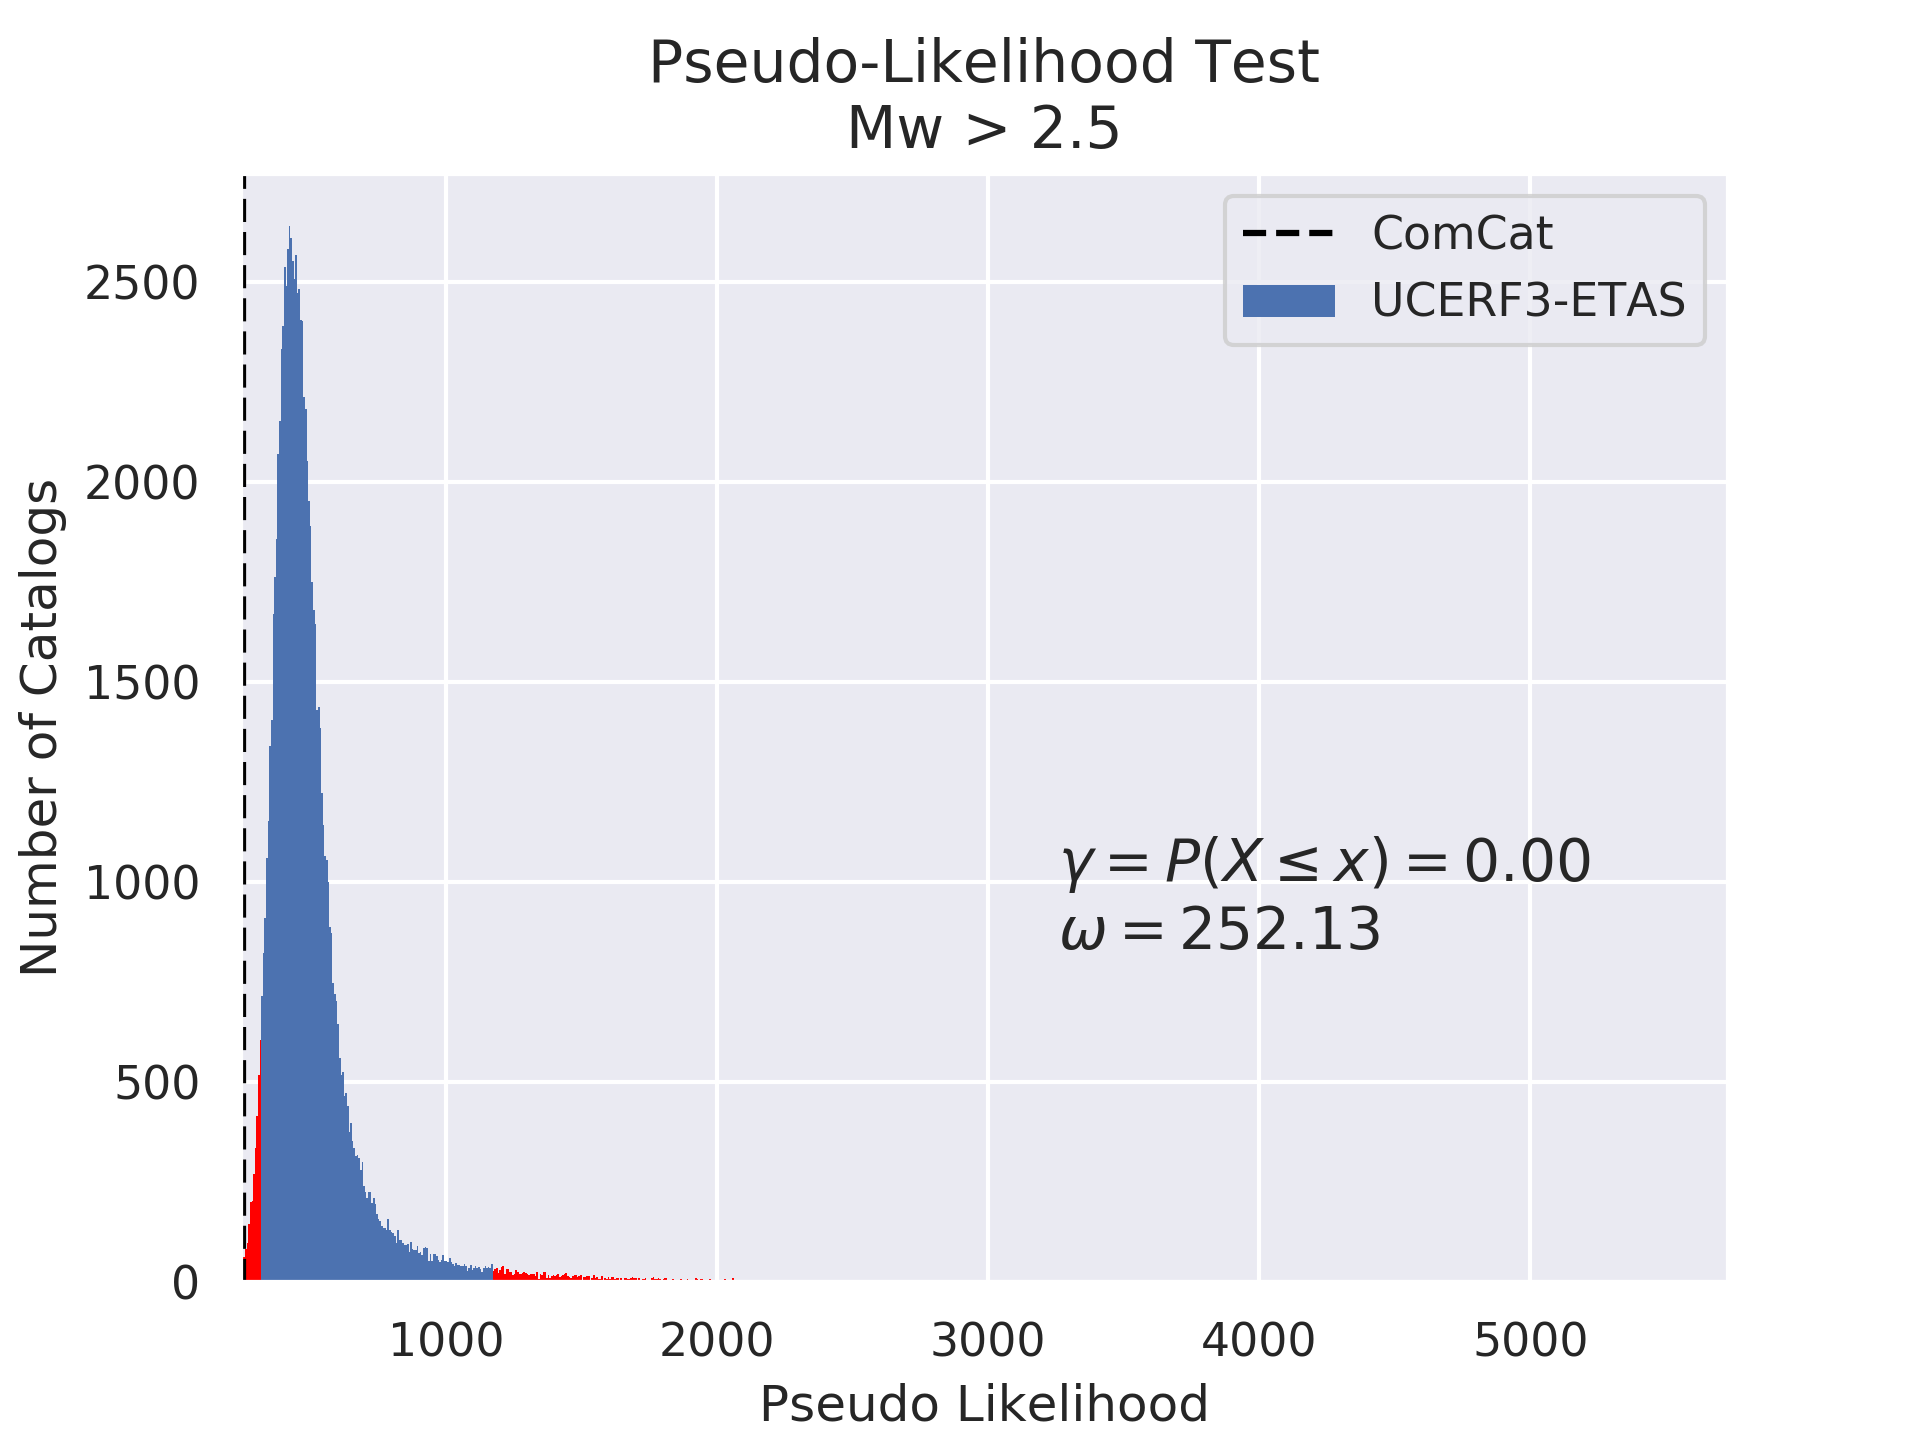 Pseudo-Likelihood Test
Mw > 2.5
ComCat
UCERF3-ETAS
2500
2000
1500
1000
500
0
Number of Catalogs
γ = P(X ≤ x) = 0.00
ω = 252.13
1000
2000
3000
4000
5000
Pseudo Likelihood